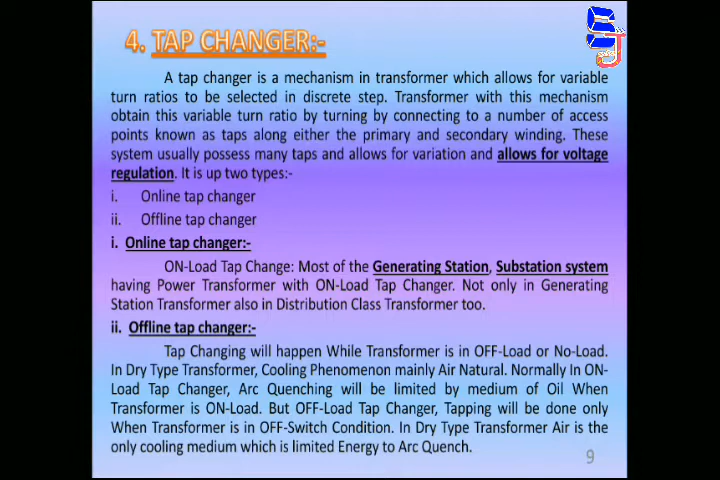 4. TAP CHANGER:-
SJ
A tap changer is a mechanism in transformer which allows for variable
turn ratios to be selected in discrete step. Transformer with this mechanism
obtain this variable turn ratio by turning by connecting to a number of access
points known as taps along either the primary and secondary winding. These
system usually possess many taps and allows for variation and allows for voltage
regulation. It is up two types:-
i. Online tap changer
ii. Offline tap changer
i. Online tap changer:-
ON-Load Tap Change: Most of the Generating Station, Substation system
having Power Transformer with ON-Load Tap Changer. Not only in Generating
Station Transformer also in Distribution Class Transformer too.
ii. Offline tap changer:-
Tap Changing will happen While Transformer is in OFF-Load or No-Load.
In Dry Type Transformer, Cooling Phenomenon mainly Air Natural. Normally In ON-
Load Tap Changer, Arc Quenching will be limited by medium of Oil When
Transformer is ON-Load. But OFF-Load Tap Changer, Tapping will be done only
When Transformer is in OFF-Switch Condition. In Dry Type Transformer Air is the
only cooling medium which is limited Energy to Arc Quench.
9